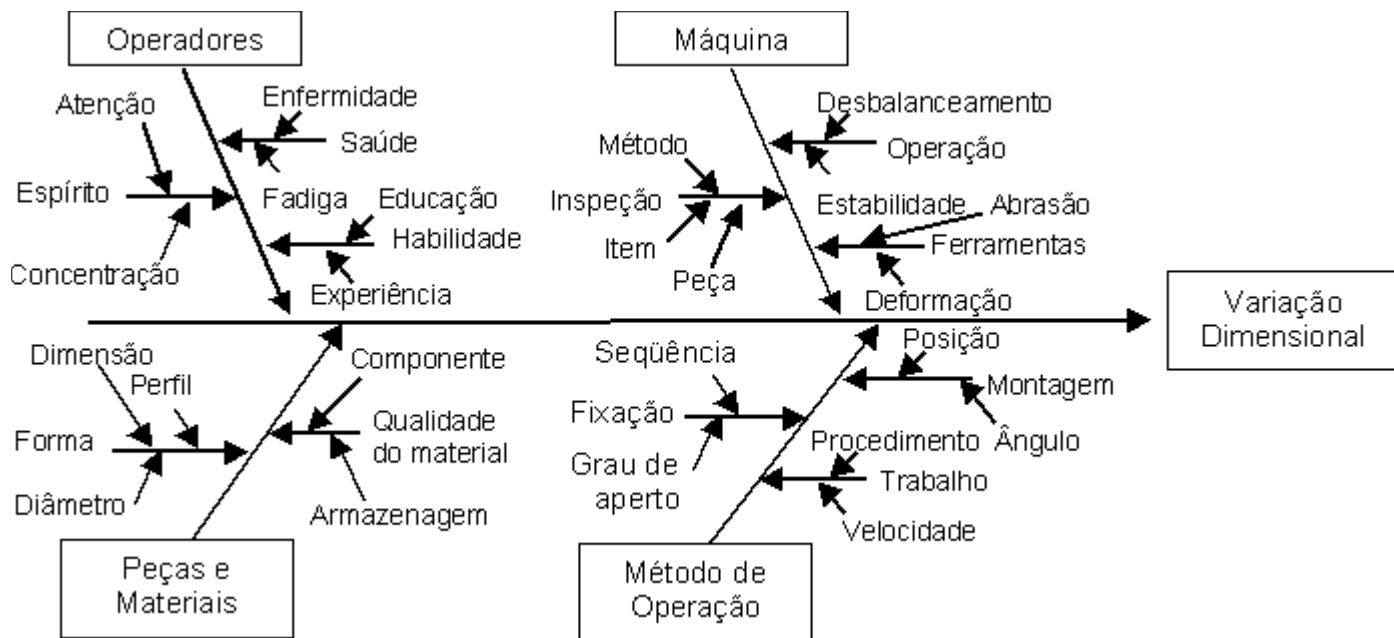 Operadores
Máquina
Enfermidade
Atenção
Saúde
Desbalanceamento
Método
Operação
Espírito
Fadiga
Educação
Inspeção
Estabilidade
Abrasão
Habilidade
Item
Ferramentas
Concentração
Experiência
Peça
Deformação
Variação
Dimensional
Dimensão
Perfil
Componente
Seqüência
Posição
Montagem
Forma
Qualidade
do material
Fixação
Procedimento
Ângulo
Grau de
aperto
Trabalho
Diâmetro
Armazenagem
Velocidade
Peças e
Materiais
Método de
Operação